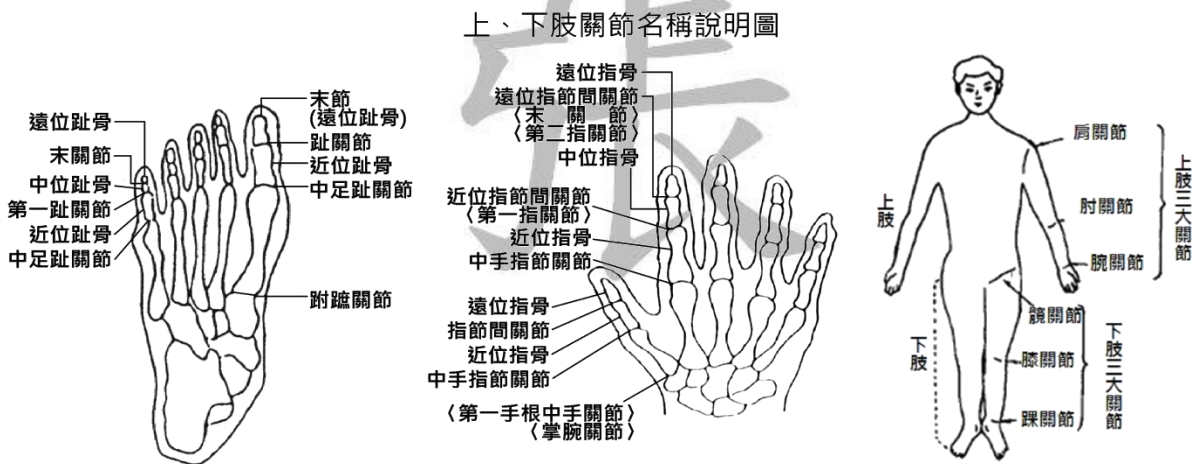 上、下肢關節名稱說明圖
遠位趾骨
末關節
中位趾骨
第一趾關節
近位趾骨
中足趾關節
末節
(遠位趾骨)
趾關節
近位趾骨
中足趾關節
跗蹠關節
遠位指骨
遠位指節間關節
〈末關節〉
〈第二指關節〉
中位指骨
近位指節間關節
〈第一指關節〉
近位指骨
中手指節關節
遠位指骨
指節間關節
近位指骨
中手指節關節
〈第一手根中手關節〉
〈掌腕關節〉
上肢
下肢
肩關節
肘關節
腕關節
上肢三大關節
髖關節
膝關節
踝關節
下肢三大關節
張